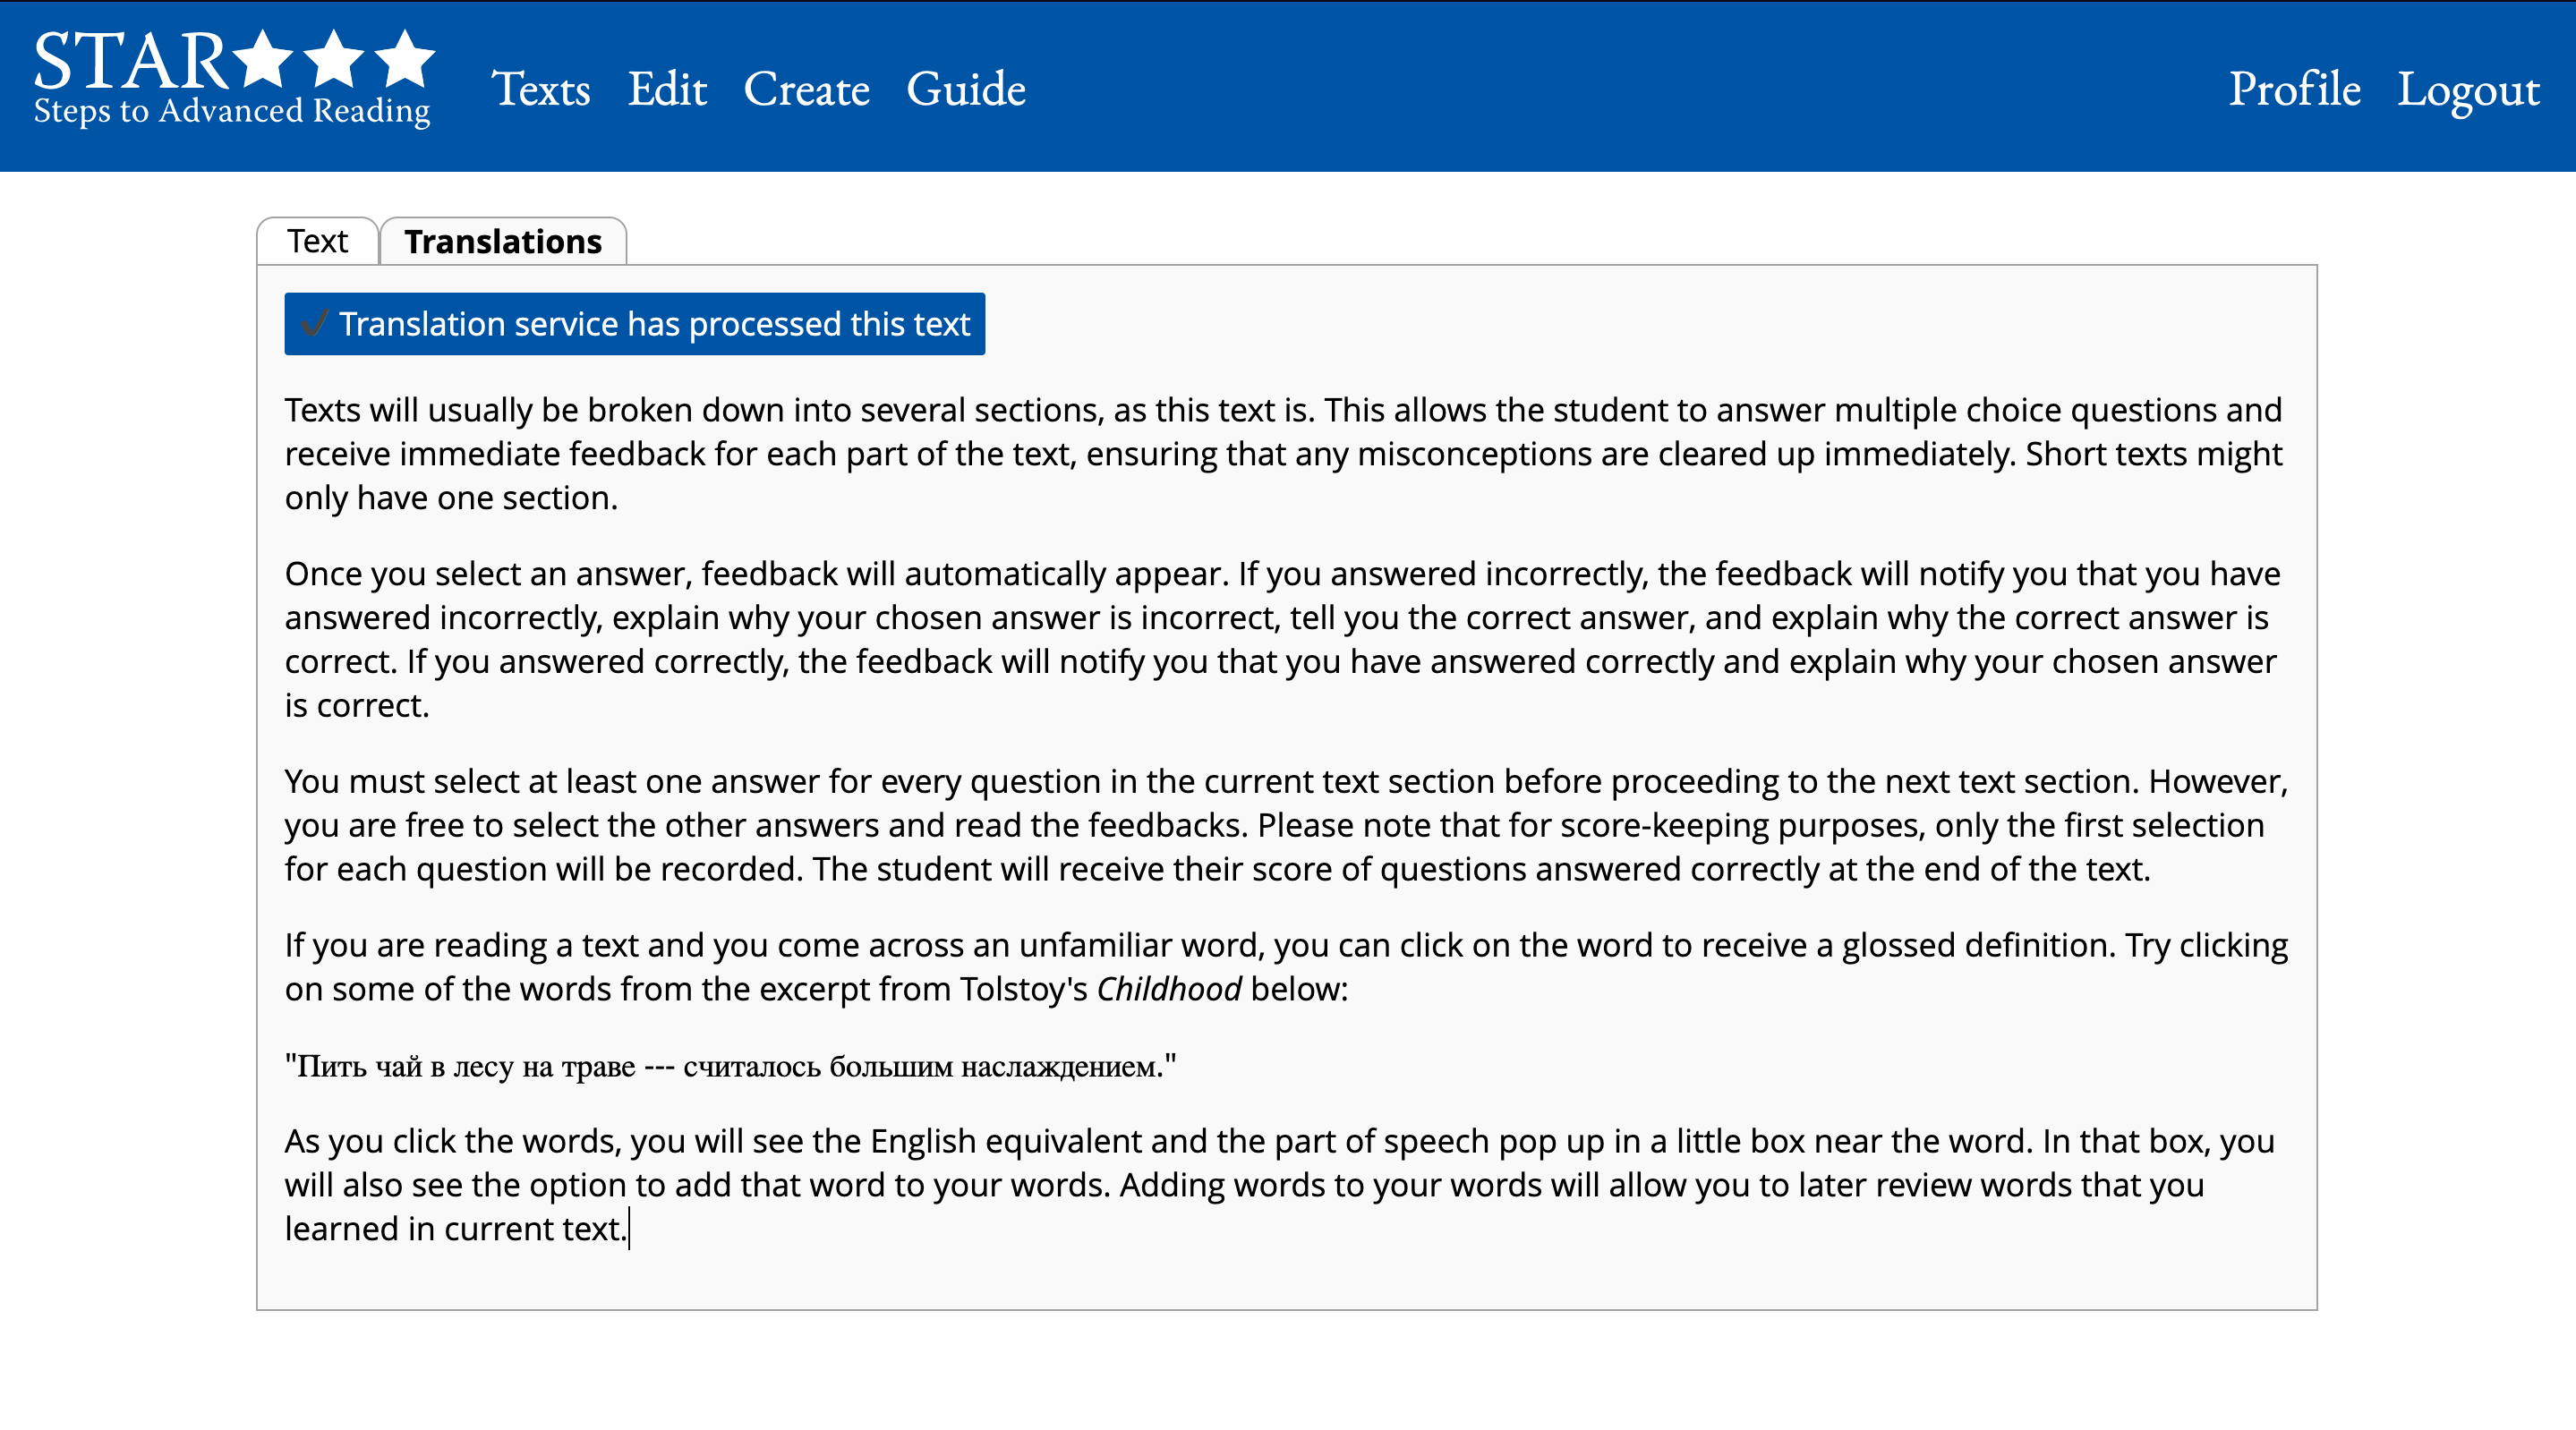 STAR★★★
Steps to Advanced Reading
Texts Edit Create Guide
Profile Logout
Text
Translations
✔ Translation service has processed this text
Texts will usually be broken down into several sections, as this text is. This allows the student to answer multiple choice questions and
receive immediate feedback for each part of the text, ensuring that any misconceptions are cleared up immediately. Short texts might
only have one section.
Once you select an answer, feedback will automatically appear. If you answered incorrectly, the feedback will notify you that you have
answered incorrectly, explain why your chosen answer is incorrect, tell you the correct answer, and explain why the correct answer is
correct. If you answered correctly, the feedback will notify you that you have answered correctly and explain why your chosen answer
is correct.
You must select at least one answer for every question in the current text section before proceeding to the next text section. However,
you are free to select the other answers and read the feedbacks. Please note that for score-keeping purposes, only the first selection
for each question will be recorded. The student will receive their score of questions answered correctly at the end of the text.
If you are reading a text and you come across an unfamiliar word, you can click on the word to receive a glossed definition. Try clicking
on some of the words from the excerpt from Tolstoy's Childhood below:
"Пить чай в лесу на траве --- считалось большим наслаждением."
As you click the words, you will see the English equivalent and the part of speech pop up in a little box near the word. In that box, you
will also see the option to add that word to your words. Adding words to your words will allow you to later review words that you
learned in current text.